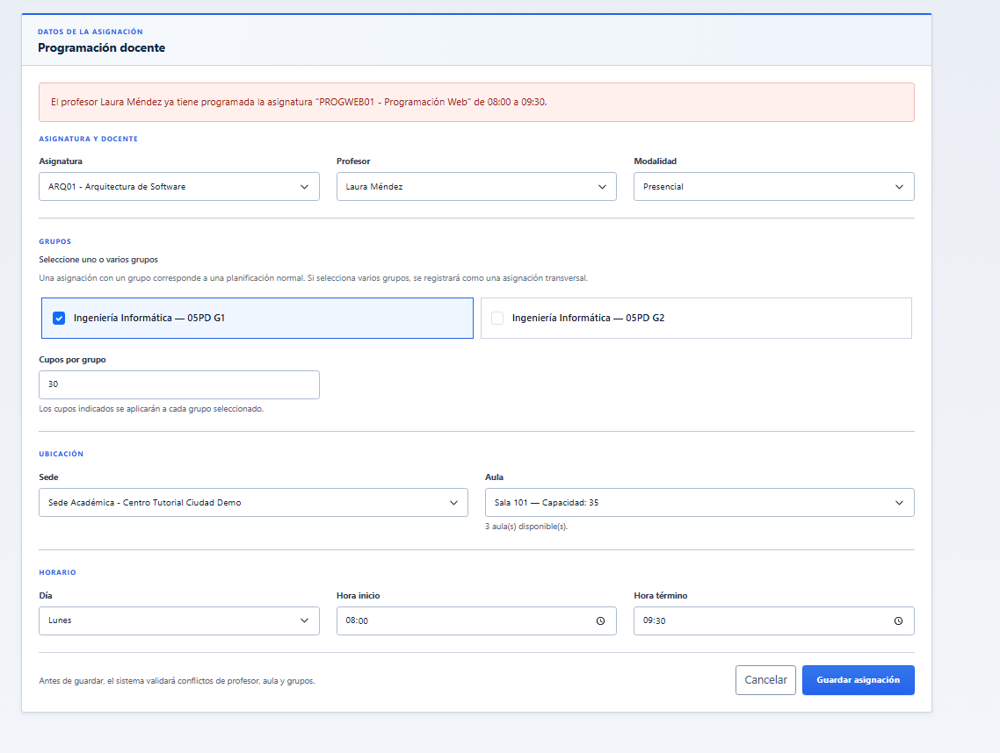 DATOS DE LA ASIGNACIÓN
Programación docente
El profesor Laura Méndez ya tiene programada la asignatura "PROGWEB01 - Programación Web" de 08:00 a 09:30.
ASIGNATURA Y DOCENTE
Asignatura
Profesor
Modalidad
ARQ01 - Arquitectura de Software
Laura Méndez
Presencial
GRUPOS
Seleccione uno o varios grupos
Una asignación con un grupo corresponde a una planificación normal. Si selecciona varios grupos, se registrará como una asignación transversal.
Ingeniería Informática — 05PD G1
Ingeniería Informática — 05PD G2
Cupos por grupo
30
Los cupos indicados se aplicarán a cada grupo seleccionado.
UBICACIÓN
Sede
Aula
Sede Académica - Centro Tutorial Ciudad Demo
Sala 101 — Capacidad: 35
3 aula(s) disponible(s).
HORARIO
Día
Hora inicio
Hora término
Lunes
08:00
09:30
Antes de guardar, el sistema validará conflictos de profesor, aula y grupos.
Cancelar
Guardar asignación